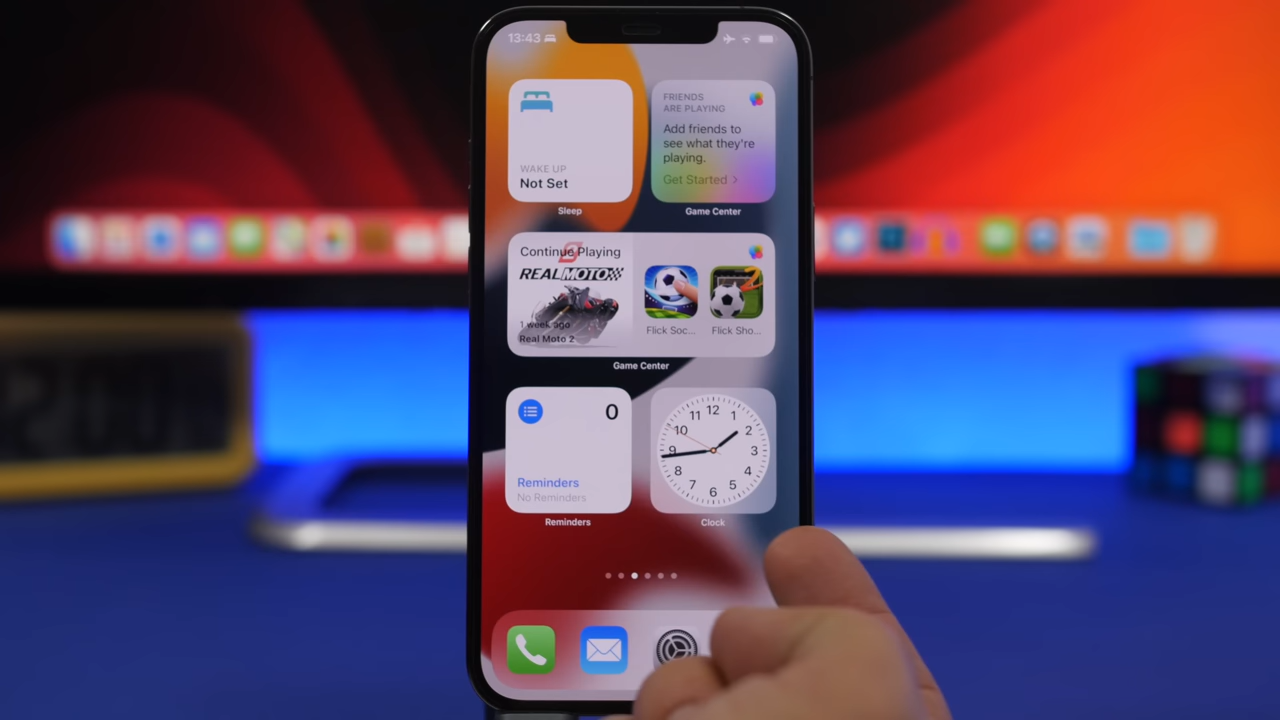 13:43
WAKE UP
Not Set
Sleep
FRIENDS
ARE PLAYING
Add friends to
see what they're
playing.
Get Started >
Game Center
Continue Playing
REAL MOTO
1 week ago
Real Moto 2
Flick Soc...
Flick Sho...
Game Center
0
Reminders
No Reminders
Reminders
12
1
2
3
4
5
6
7
8
9
10
11
Clock